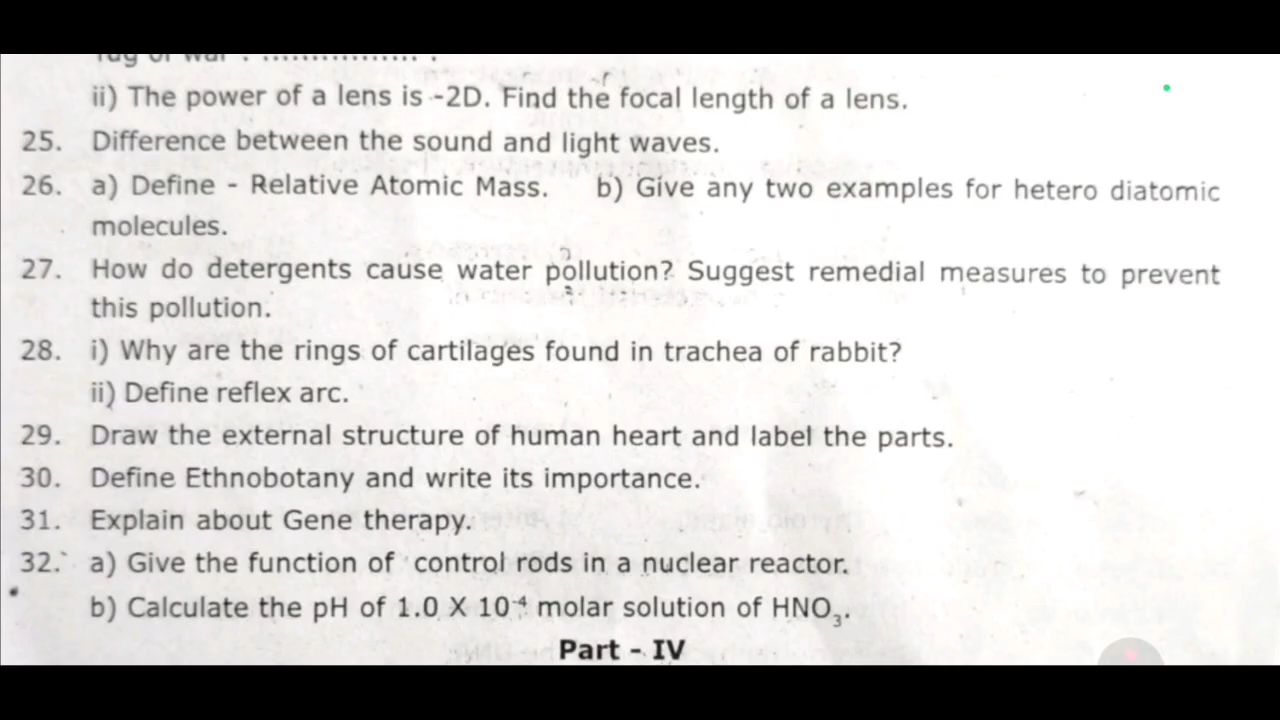 ii) The power of a lens is -2D. Find the focal length of a lens.
25. Difference between the sound and light waves.
26. a) Define - Relative Atomic Mass. b) Give any two examples for hetero diatomic
molecules.
27. How do detergents cause water pollution? Suggest remedial measures to prevent
this pollution.
28. i) Why are the rings of cartilages found in trachea of rabbit?
ii) Define reflex arc.
29. Draw the external structure of human heart and label the parts.
30. Define Ethnobotany and write its importance.
31. Explain about Gene therapy.
32. a) Give the function of control rods in a nuclear reactor.
b) Calculate the pH of 1.0 X 10⁻⁴ molar solution of HNO₃.
Part - IV